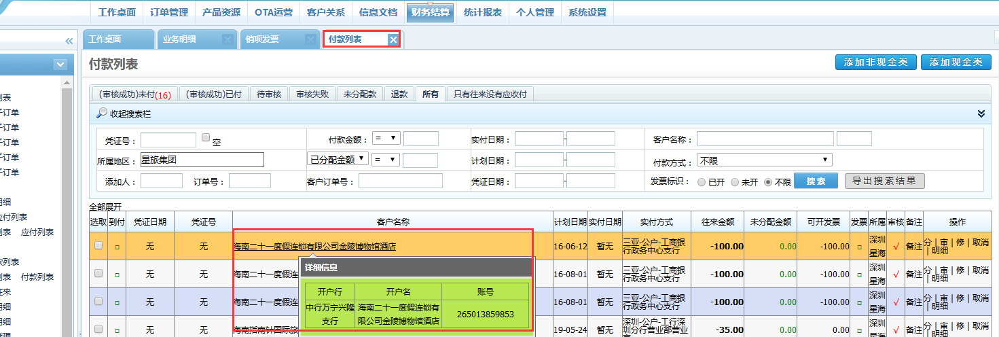 工作桌面 订单管理 产品资源 OTA运营 客户关系 信息文档 财务结算 统计报表 个人管理 系统设置
工作桌面 业务明细 销项发票 付款列表
付款列表 添加非现金类 添加现金类
列表
子订单
子订单
子订单
子订单
子订单
明细
应付列表
列表 应付列表
款列表
列表 付款列表
往来
明细
明细
(审核成功)未付(16) (审核成功)已付 待审核 审核失败 未分配款 退款 所有 只有往来没有应收付
收起搜索栏
凭证号： 空 付款金额： = 实付日期： - 客户名称：
所属地区： 星旅集团 已分配金额 = 计划日期： - 付款方式： 不限
添加人： 订单号： 客户订单号： 凭证日期： - 发票标识： 已开 未开 不限 搜索 导出搜索结果
全部展开
选取 到付 凭证日期 凭证号 客户名称 计划日期 实付日期 实付方式 往来金额 未分配金额 可开发票 发票 所属 审核 备注 操作
无 无 海南二十一度假连锁有限公司金陵博物馆酒店 16-06-12 暂无 三亚-公户-工商银行政务中心支行 -100.00 0.00 -100.00 深圳星海 √ 备注 分 | 审 | 修 | 取消 | 明细
无 无 海南二十一度假连 16-08-01 暂无 三亚-公户-工商银行政务中心支行 -100.00 0.00 -100.00 深圳星海 √ 备注 分 | 审 | 修 | 取消 | 明细
无 无 海南二十一度假连 16-08-01 暂无 三亚-公户-工商银行政务中心支行 -100.00 0.00 -100.00 深圳星海 √ 备注 分 | 审 | 修 | 取消 | 明细
无 无 海南指南针国际旅 19-05-24 暂无 深圳-公户-工行深圳分行营业部营业 -35.00 0.00 0.00 深圳星海 √ 备注 分 | 审 | 修 | 取消 | 明细
详细信息
开户行 开户名 账号
中行万宁兴隆支行 海南二十一度假连锁有限公司金陵博物馆酒店 265013859853